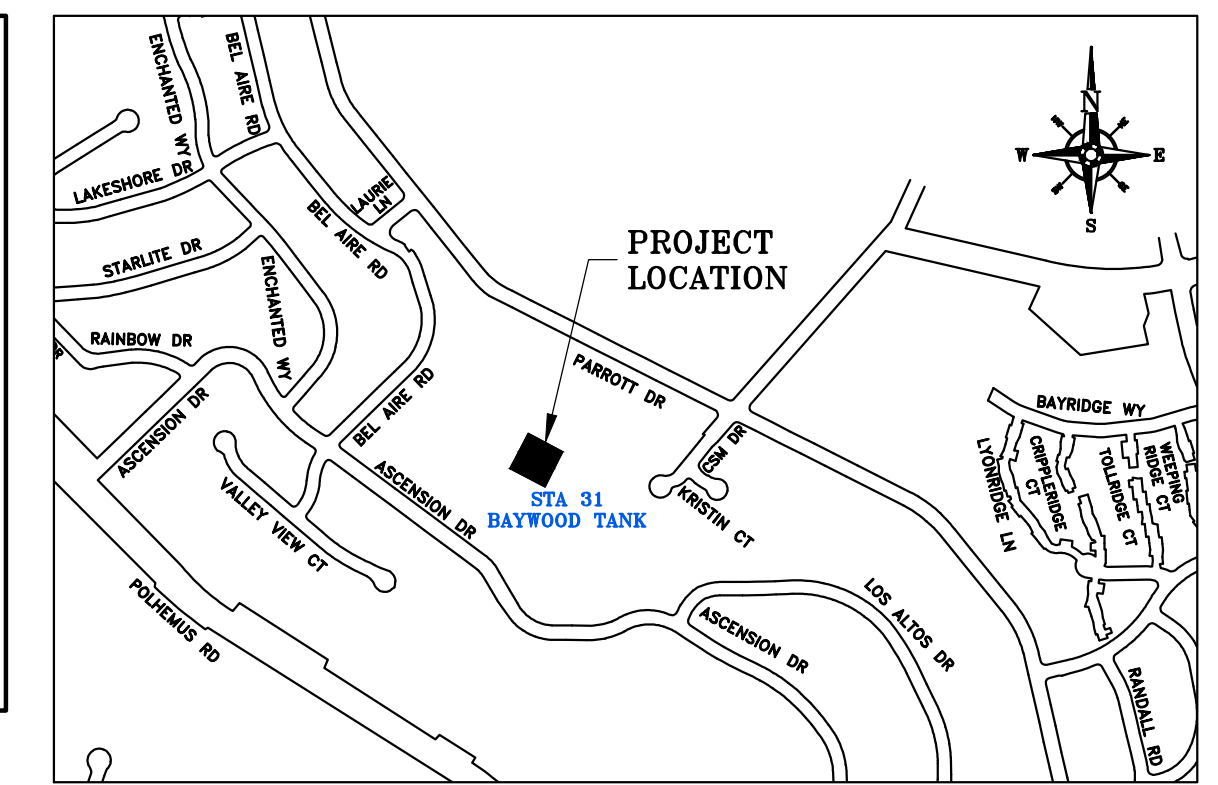 ENCHANTED WY
BEL AIRE RD
N
W
E
S
LAKESHORE DR
LAURIE
LN
BEL AIRE RD
PROJECT
LOCATION
STARLITE DR
ENCHANTED WY
RAINBOW DR
DR
PARROTT DR
BEL AIRE RD
ASCENSION DR
BAYRIDGE WY
CSM DR
LYONRIDGE LN
CRIPPLERIDGE
CT
TOLLRIDGE CT
WEEPING
RIDGE CT
VALLEY VIEW CT
ASCENSION DR
STA 31
BAYWOOD TANK
KRISTIN CT
POLHEMUS RD
LOS ALTOS DR
ASCENSION DR
RANDALL RD